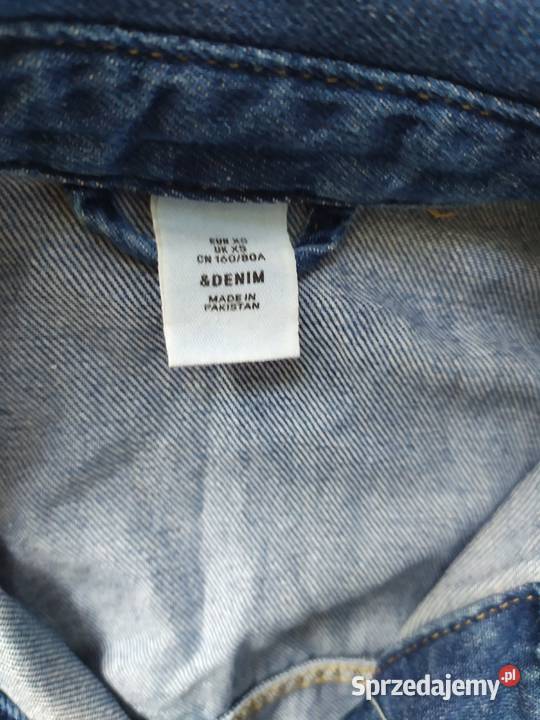 EUR XS
UK XS
CN 160/80A
&DENIM
MADE IN
PAKISTAN
Sprzedajemy.pl